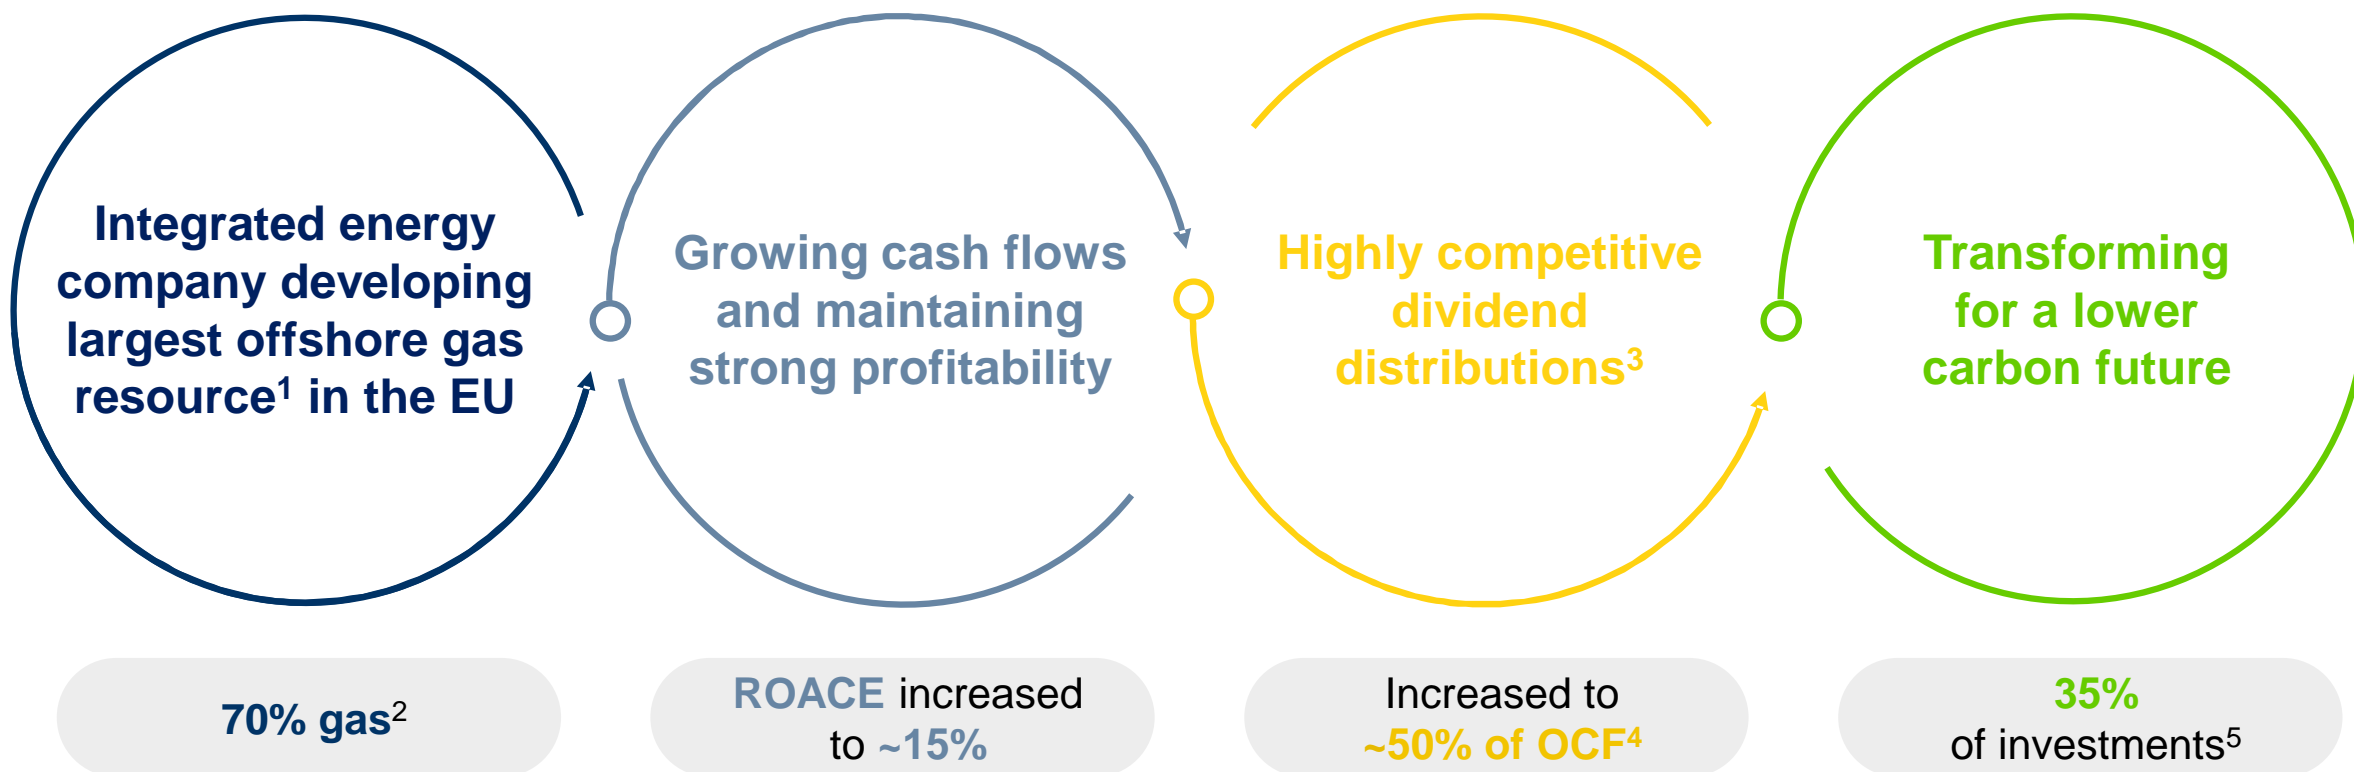 Integrated energy
company developing
largest offshore gas
resource¹ in the EU
Growing cash flows
and maintaining
strong profitability
Highly competitive
dividend
distributions³
Transforming
for a lower
carbon future
70% gas²
ROACE increased
to ~15%
Increased to
~50% of OCF⁴
35%
of investments⁵